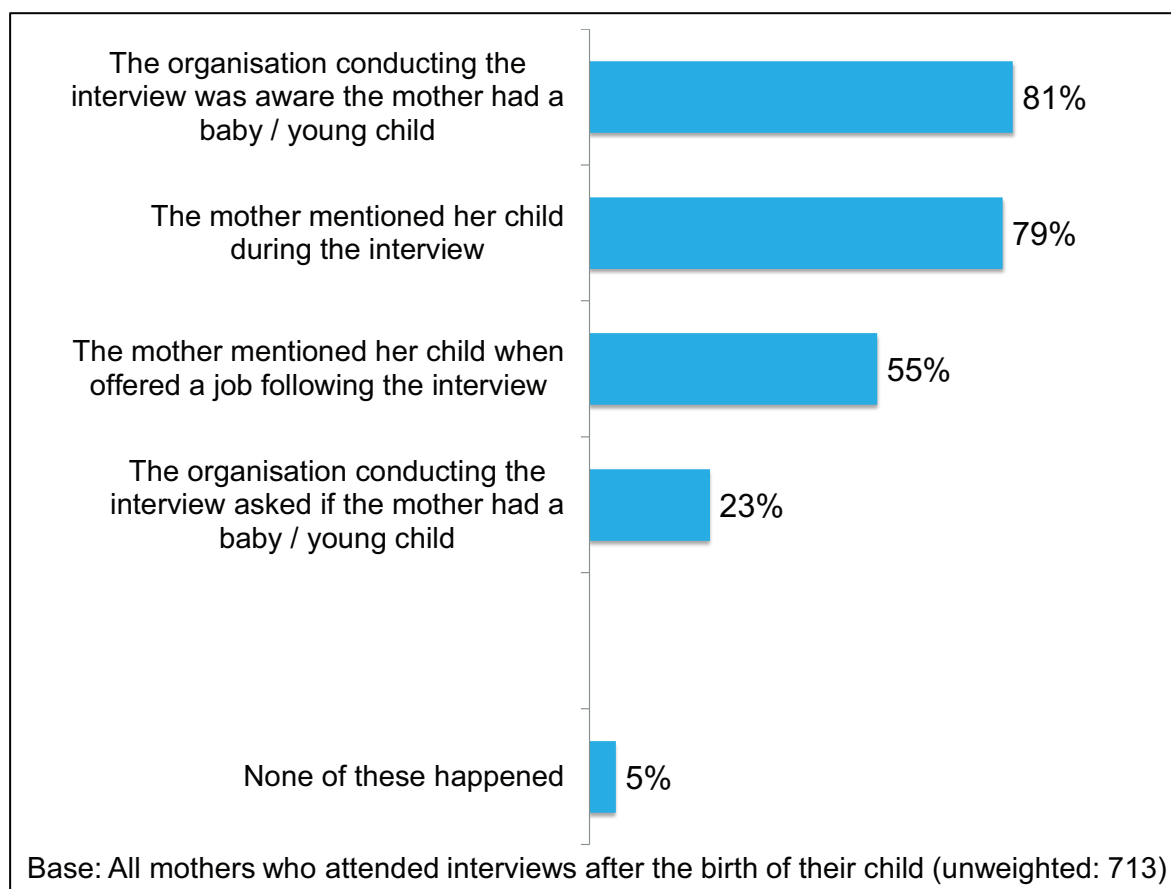 The organisation conducting the
interview was aware the mother had a
baby / young child
81%
The mother mentioned her child
during the interview
79%
The mother mentioned her child when
offered a job following the interview
55%
The organisation conducting the
interview asked if the mother had a
baby / young child
23%
None of these happened
5%
Base: All mothers who attended interviews after the birth of their child (unweighted: 713)